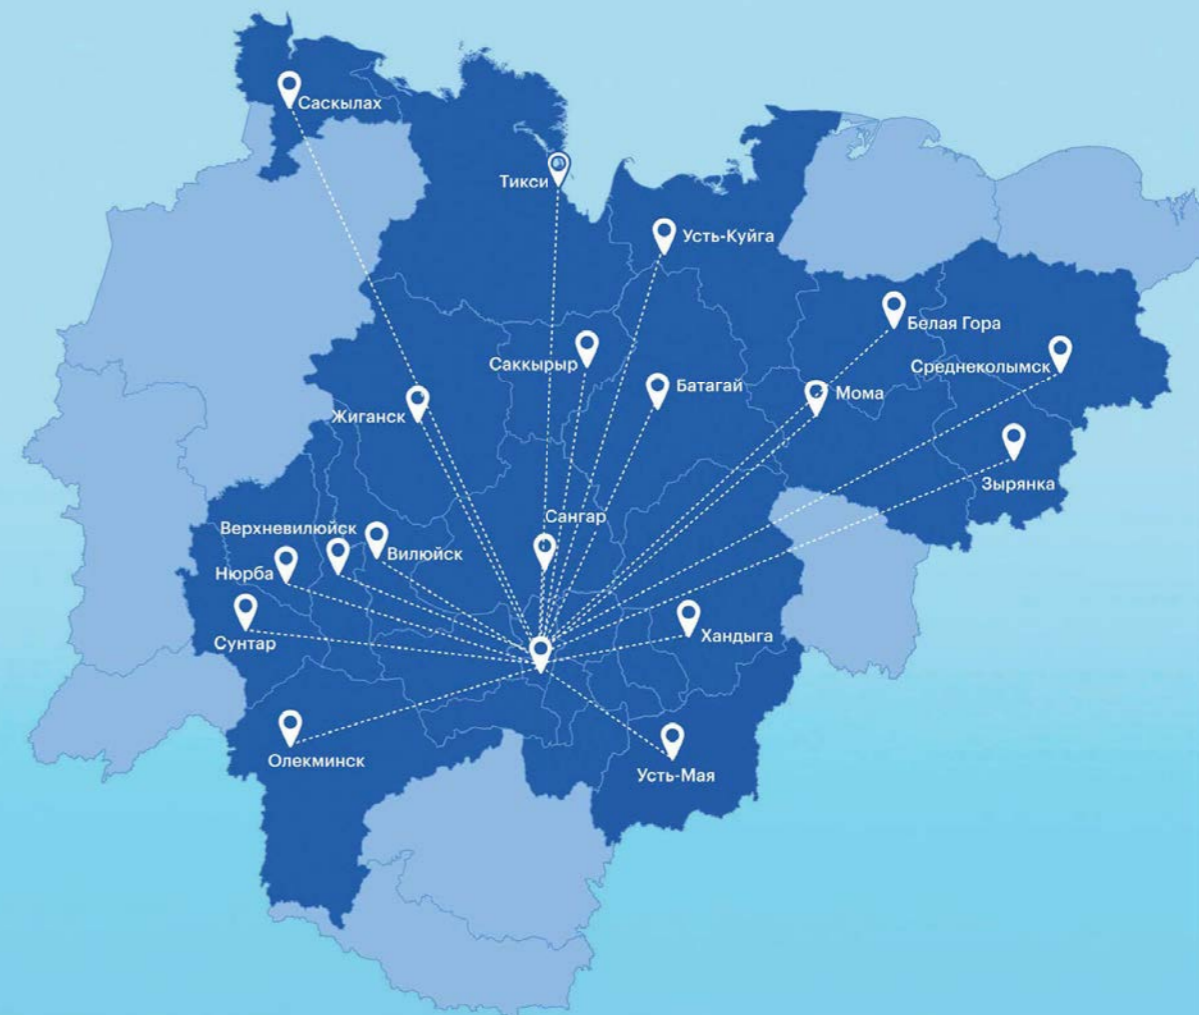 Саскылах
Тикси
Усть-Куйга
Белая Гора
Саккырыр
Среднеколымск
Батагай
Мома
Жиганск
Зырянка
Сангар
Верхневилюйск
Вилюйск
Нюрба
Хандыга
Сунтар
Олекминск
Усть-Мая